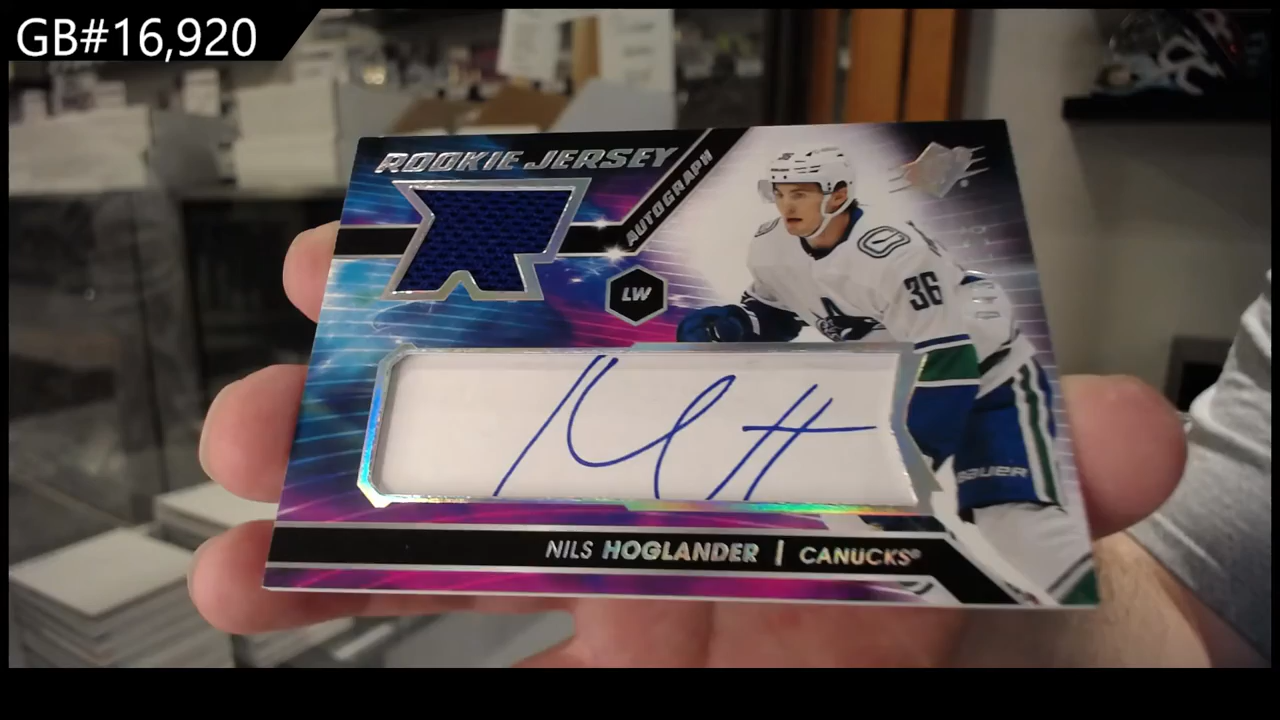 GB#16,920
ROOKIE JERSEY
AUTOGRAPH
LW
36
BAUER
NILS HOGLANDER | CANUCKS®